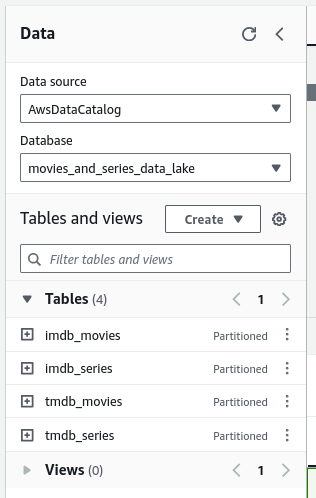 Data
Data source
AwsDataCatalog
Database
movies_and_series_data_lake
Tables and views
Create
Filter tables and views
Tables (4)
1
imdb_movies Partitioned
imdb_series Partitioned
tmdb_movies Partitioned
tmdb_series Partitioned
Views (0)
1